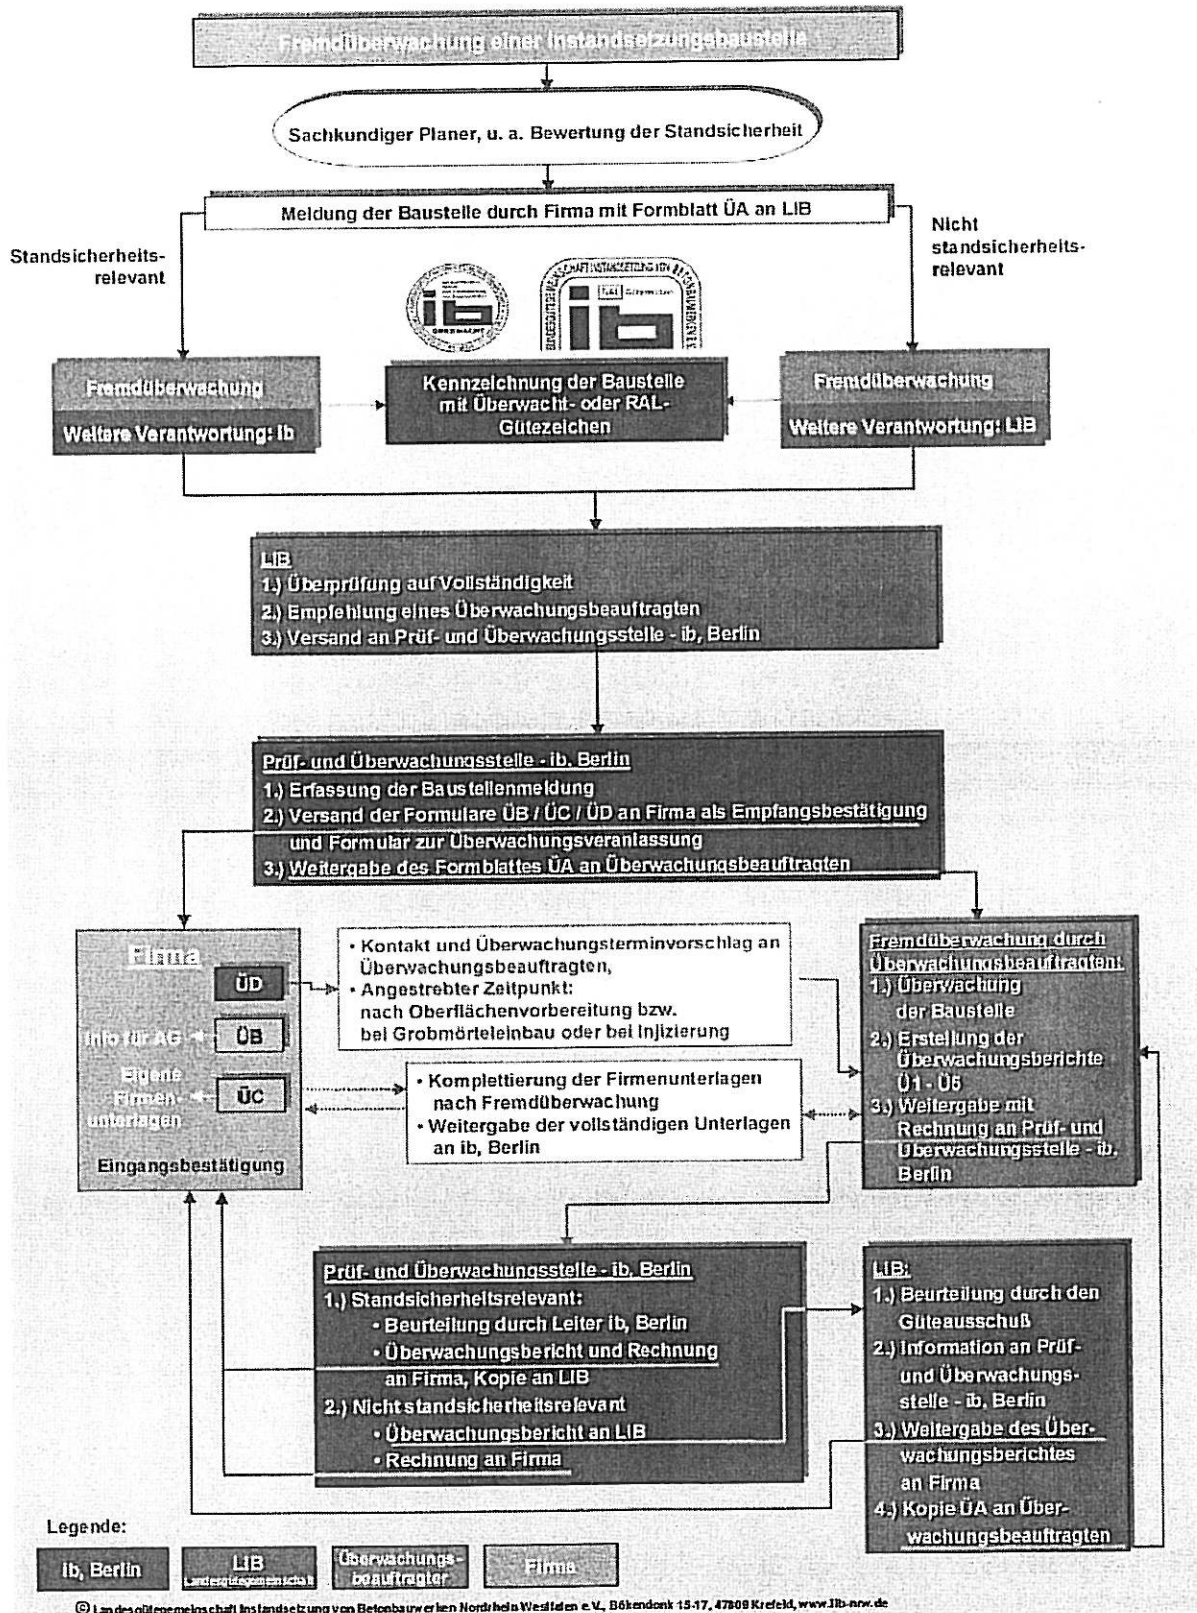 Fremdüberwachung einer Instandsetzungsbaustelle
Sachkundiger Planer, u. a. Bewertung der Standsicherheit
Meldung der Baustelle durch Firma mit Formblatt ÜA an LIB
Standsicherheits-
relevant
Nicht
standsicherheits-
relevant
ib
ÜBERWACHT
RAL Gütezeichen
ib
Fremdüberwachung
Weitere Verantwortung: ib
Kennzeichnung der Baustelle
mit Überwacht- oder RAL-
Gütezeichen
Fremdüberwachung
Weitere Verantwortung: LIB
LIB
1.) Überprüfung auf Vollständigkeit
2.) Empfehlung eines Überwachungsbeauftragten
3.) Versand an Prüf- und Überwachungsstelle - ib, Berlin
Prüf- und Überwachungsstelle - ib, Berlin
1.) Erfassung der Baustellenmeldung
2.) Versand der Formulare ÜB / ÜC / ÜD an Firma als Empfangsbestätigung
und Formular zur Überwachungsveranlassung
3.) Weitergabe des Formblattes ÜA an Überwachungsbeauftragten
Firma
ÜD
Info für AG
ÜB
Eigene
Firmen-
unterlagen
ÜC
Eingangsbestätigung
• Kontakt und Überwachungsterminvorschlag an
Überwachungsbeauftragten,
• Angestrebter Zeitpunkt:
nach Oberflächenvorbereitung bzw.
bei Grobmörteleinbau oder bei Injizierung
• Komplettierung der Firmenunterlagen
nach Fremdüberwachung
• Weitergabe der vollständigen Unterlagen
an ib, Berlin
Fremdüberwachung durch
Überwachungsbeauftragten:
1.) Überwachung
der Baustelle
2.) Erstellung der
Überwachungsberichte
Ü1 - Ü6
3.) Weitergabe mit
Rechnung an Prüf- und
Überwachungsstelle - ib,
Berlin
Prüf- und Überwachungsstelle - ib, Berlin
1.) Standsicherheitsrelevant:
• Beurteilung durch Leiter ib, Berlin
• Überwachungsbericht und Rechnung
an Firma, Kopie an LIB
2.) Nicht standsicherheitsrelevant
• Überwachungsbericht an LIB
• Rechnung an Firma
LIB:
1.) Beurteilung durch den
Güteausschuß
2.) Information an Prüf-
und Überwachungs-
stelle - ib, Berlin
3.) Weitergabe des Über-
wachungsberichtes
an Firma
4.) Kopie ÜA an Über-
wachungsbeauftragten
Legende:
ib, Berlin
LIB
Landesgütegemeinschaft
Überwachungs-
beauftragter
Firma
© Landesgütegemeinschaft Instandsetzung von Betonbauwerken Nordrhein Westfalen e.V., Bökendonk 15-17, 47809 Krefeld, www.lib-nrw.de